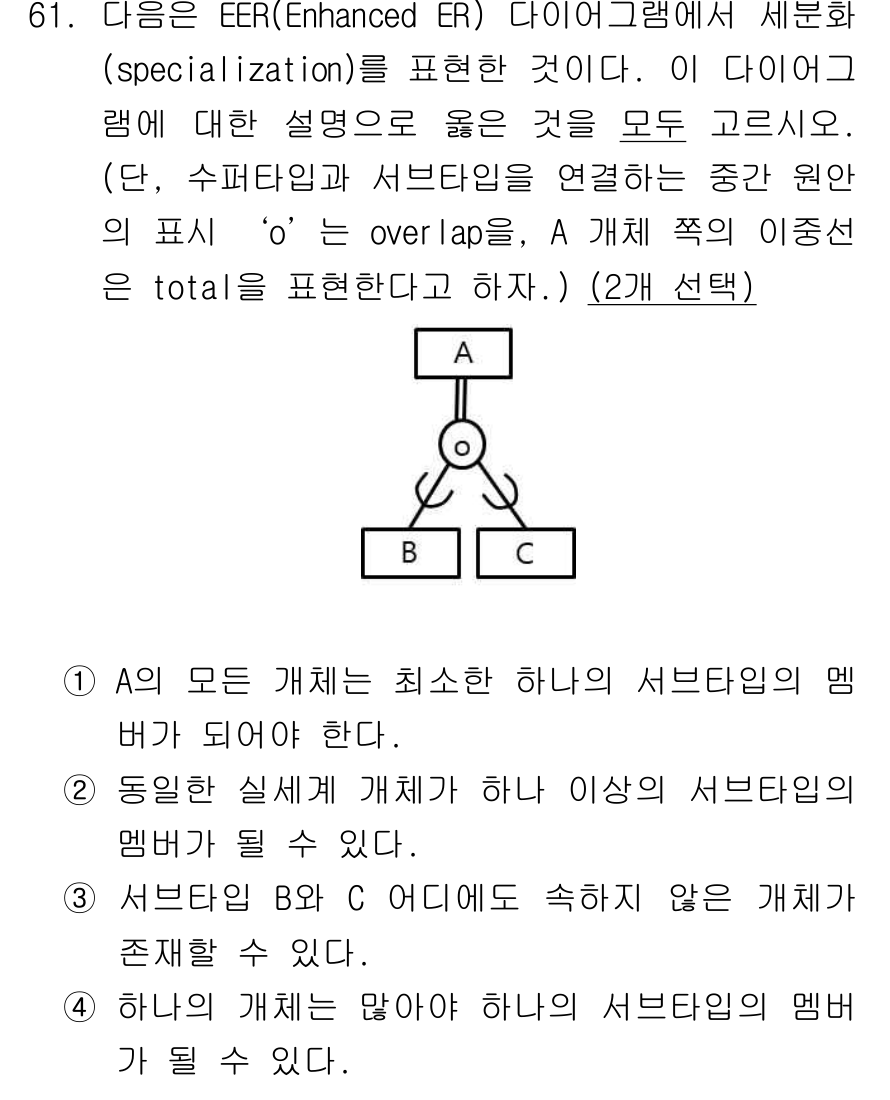 61. 다음은 EER(Enhanced ER) 다이어그램에서 세분화
(specialization)를 표현한 것이다. 이 다이어그
램에 대한 설명으로 옳은 것을 모두 고르시오.
(단, 수퍼타입과 서브타입을 연결하는 중간 원안
의 표시 ‘o’는 overlap을, A 개체 쪽의 이중선
은 total을 표현한다고 하자.) (2개 선택)
A
o
B C
① A의 모든 개체는 최소한 하나의 서브타입의 멤
버가 되어야 한다.
② 동일한 실세계 개체가 하나 이상의 서브타입의
멤버가 될 수 있다.
③ 서브타입 B와 C 어디에도 속하지 않은 개체가
존재할 수 있다.
④ 하나의 개체는 많아야 하나의 서브타입의 멤버
가 될 수 있다.